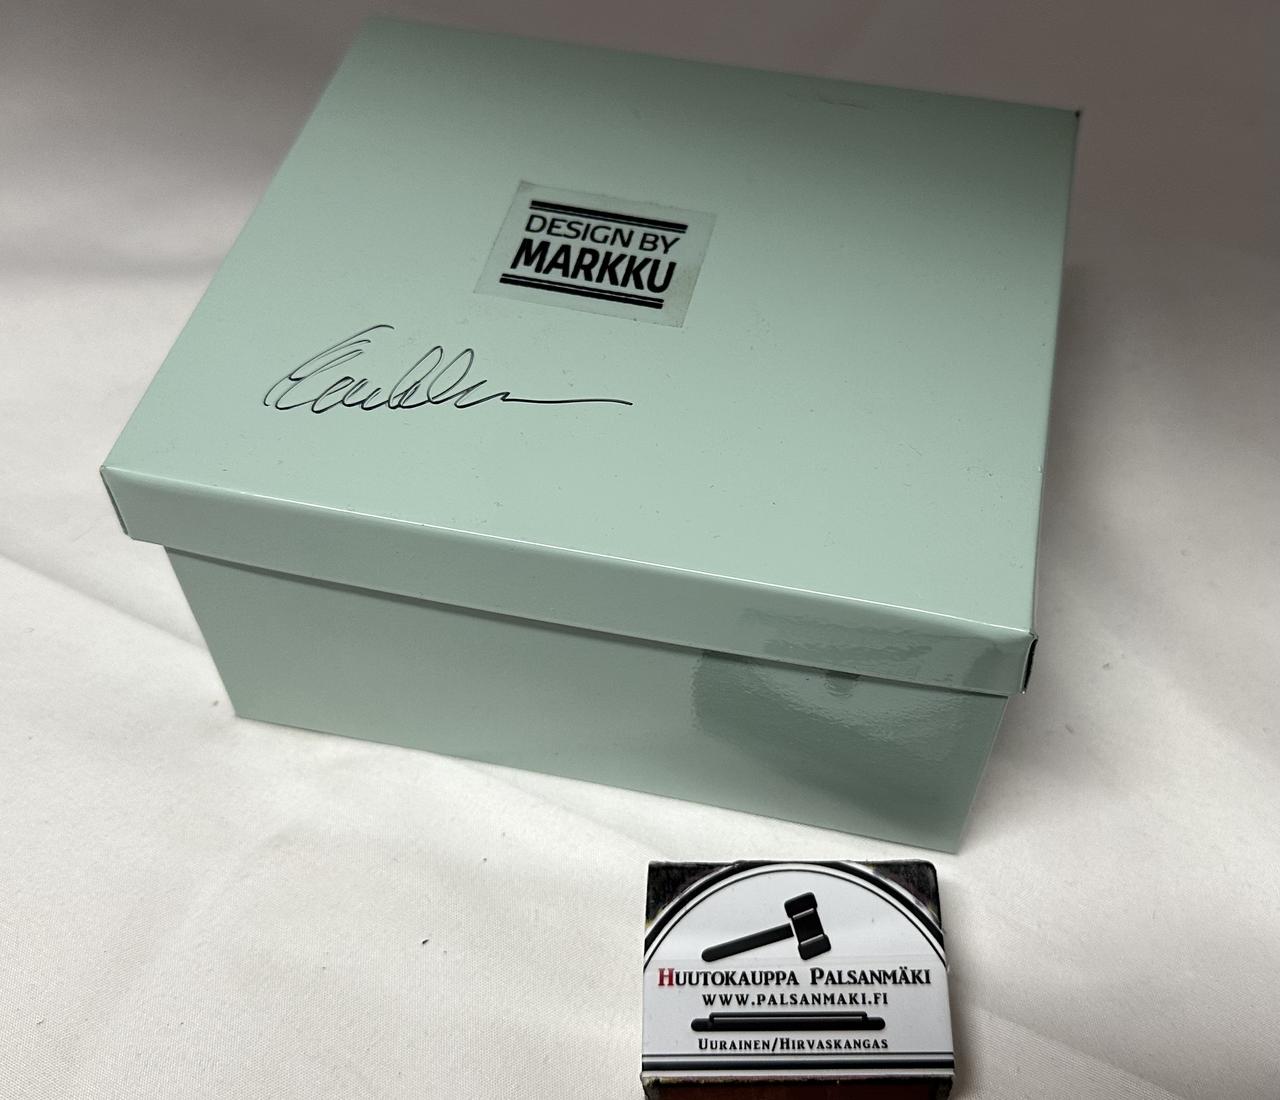 DESIGN BY
MARKKU
HUUTOKAUPPA PALSANMÄKI
WWW.PALSANMAKI.FI
UURAINEN/HIRVASKANGAS